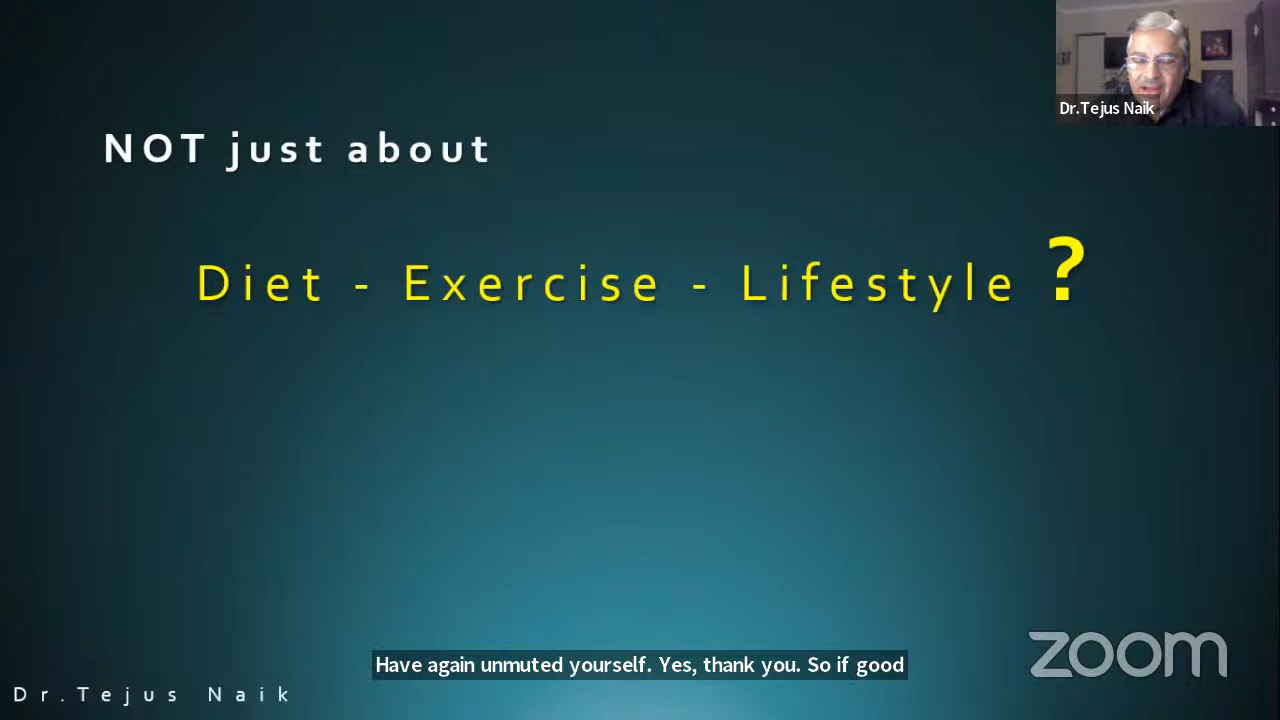 Dr.Tejus Naik
NOT just about
Diet - Exercise - Lifestyle ?
Have again unmuted yourself. Yes, thank you. So if good
zoom
Dr.Tejus Naik